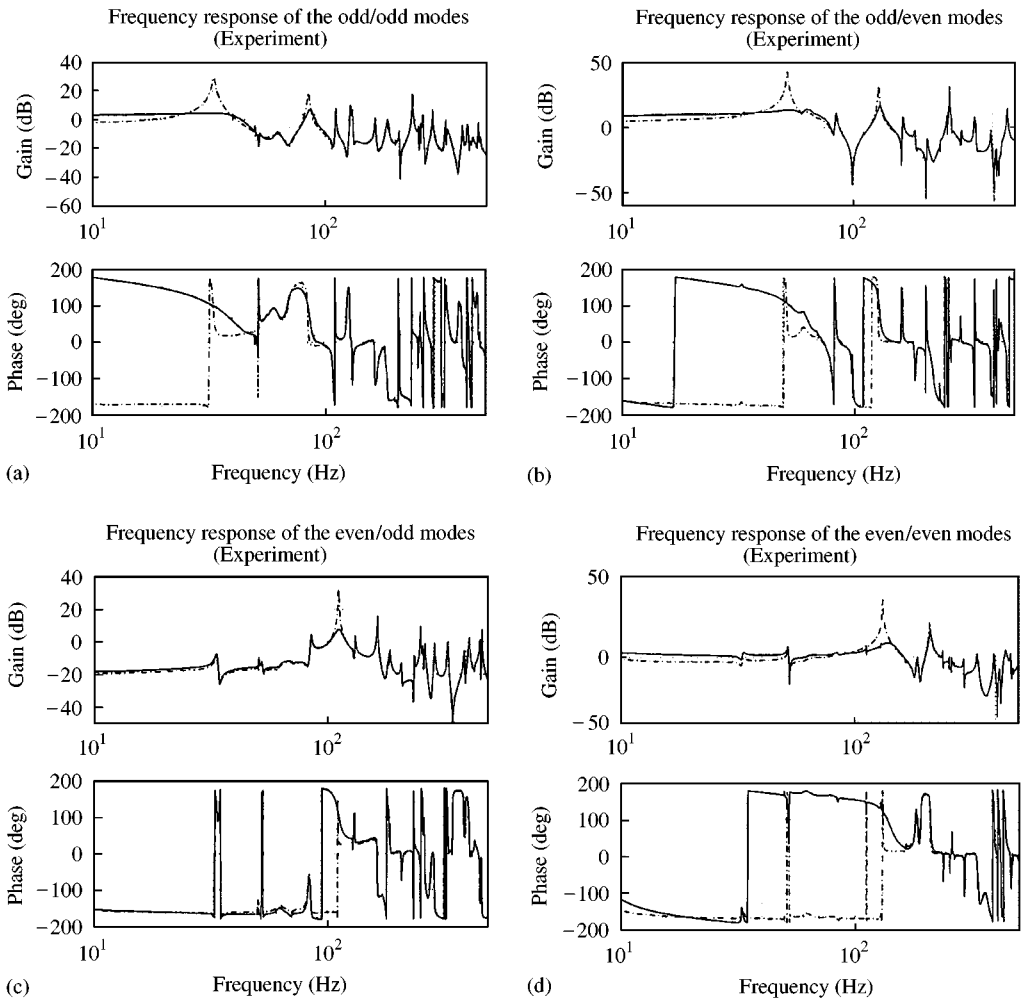 Frequency response of the odd/odd modes
(Experiment)
Gain (dB)
40
20
0
−20
−40
−60
10¹
10²
Phase (deg)
200
100
0
−100
−200
10¹
10²
(a)
Frequency (Hz)
Frequency response of the odd/even modes
(Experiment)
Gain (dB)
50
0
−50
10¹
10²
Phase (deg)
200
100
0
−100
−200
10¹
10²
(b)
Frequency (Hz)
Frequency response of the even/odd modes
(Experiment)
Gain (dB)
40
20
0
−20
−40
10¹
10²
Phase (deg)
200
100
0
−100
−200
10¹
10²
(c)
Frequency (Hz)
Frequency response of the even/even modes
(Experiment)
Gain (dB)
50
0
−50
10¹
10²
Phase (deg)
200
100
0
−100
−200
10¹
10²
(d)
Frequency (Hz)